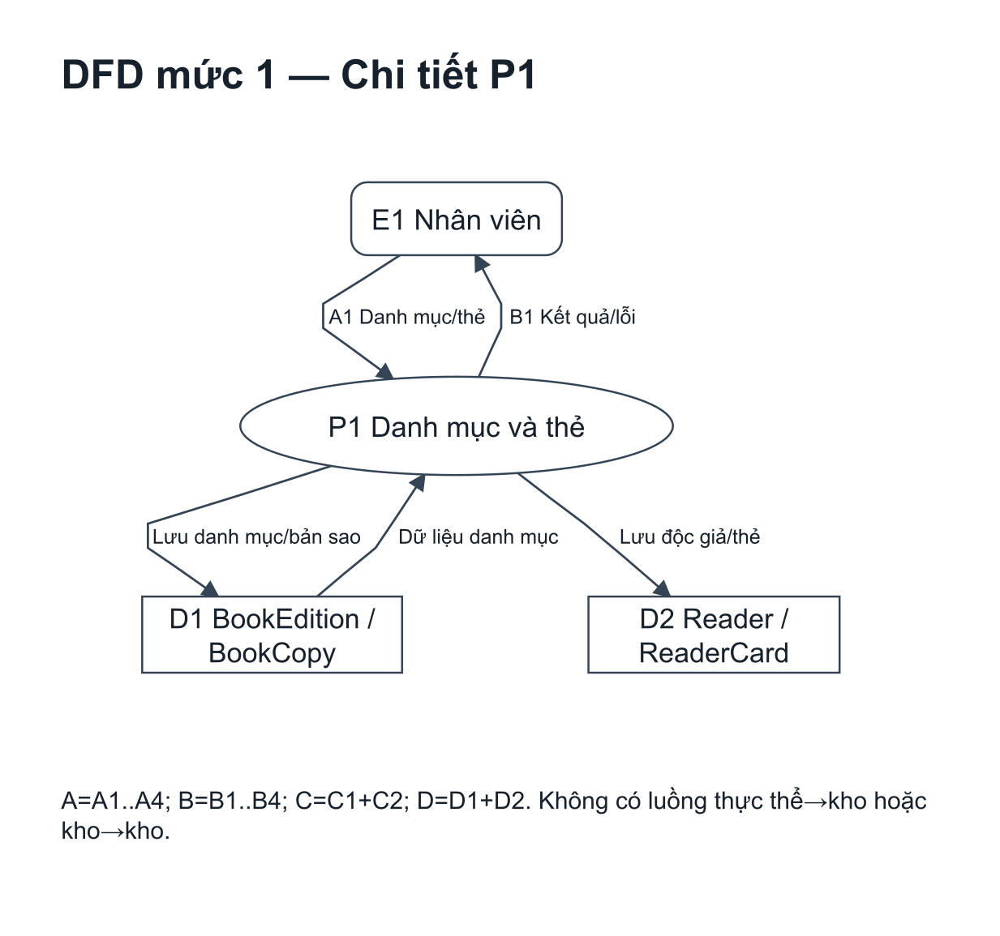 DFD mức 1 — Chi tiết P1
E1 Nhân viên
A1 Danh mục/thẻ
B1 Kết quả/lỗi
P1 Danh mục và thẻ
Lưu danh mục/bản sao
Dữ liệu danh mục
Lưu độc giả/thẻ
D1 BookEdition /
BookCopy
D2 Reader /
ReaderCard
A=A1..A4; B=B1..B4; C=C1+C2; D=D1+D2. Không có luồng thực thể→kho hoặc
kho→kho.